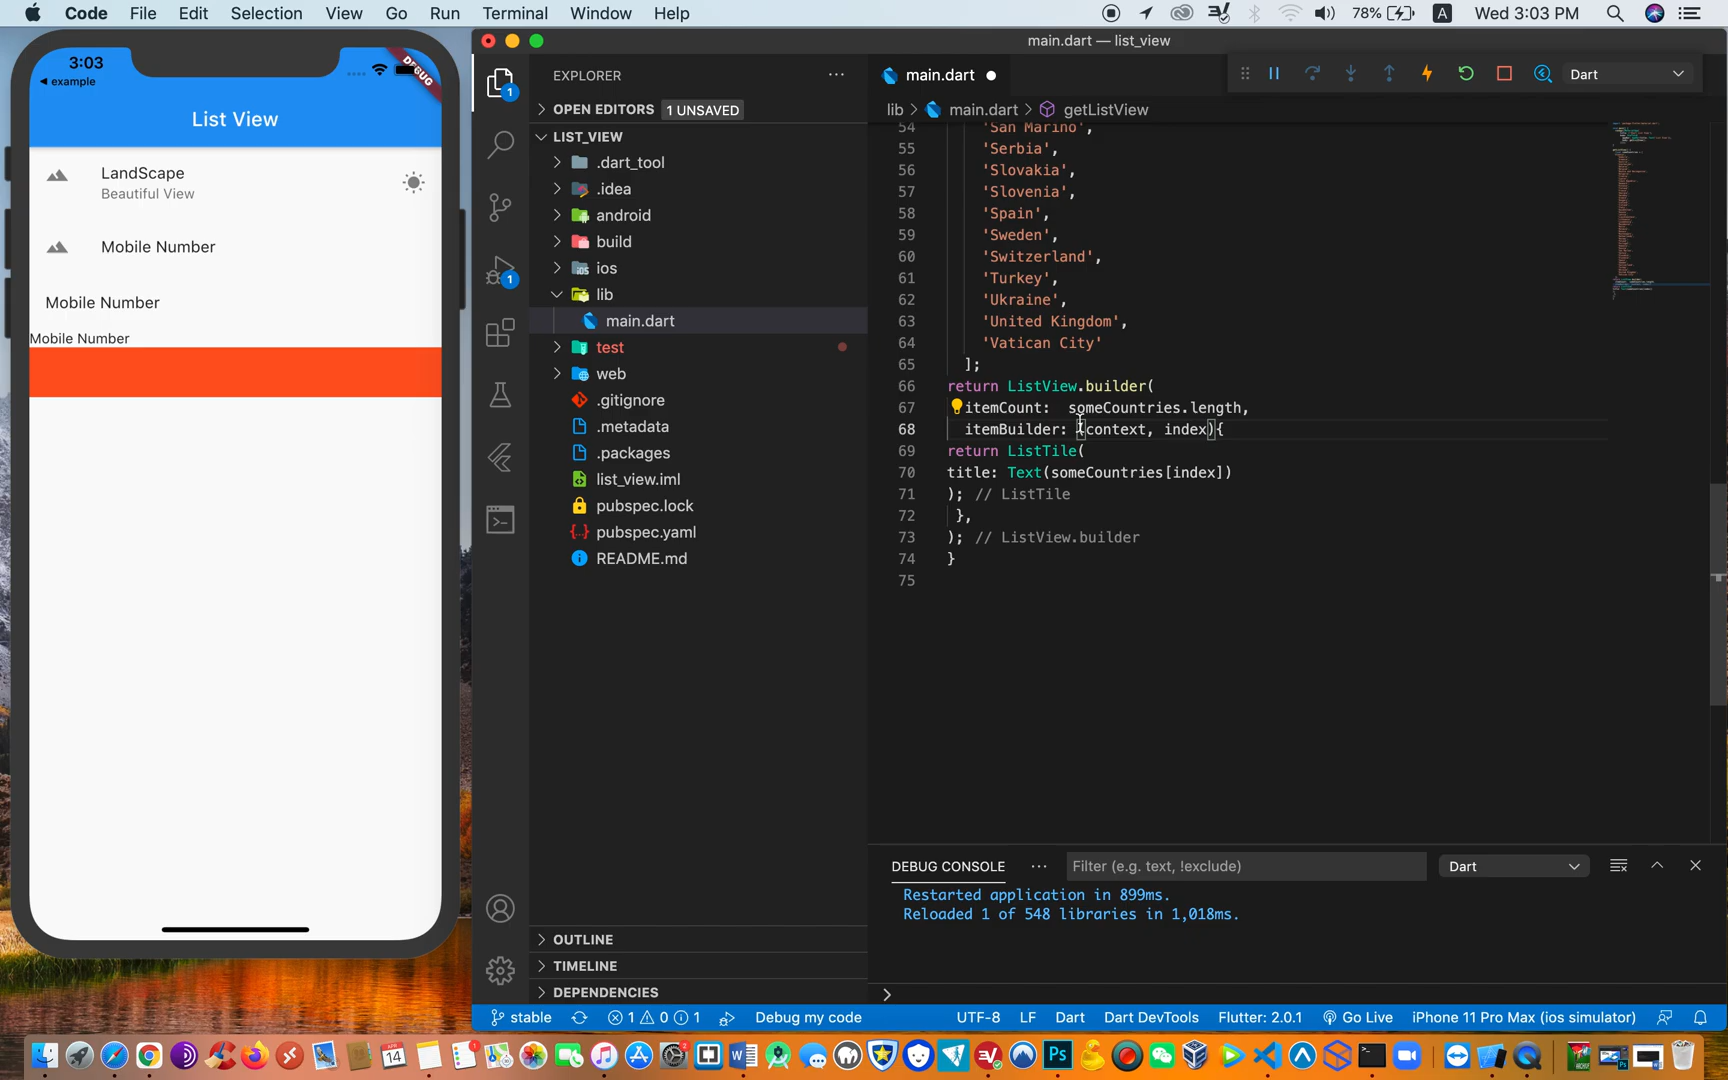 Code File Edit Selection View Go Run Terminal Window Help
78% A Wed 3:03 PM
3:03
example
DEBUG
List View
LandScape
Beautiful View
Mobile Number
Mobile Number
Mobile Number
main.dart — list_view
EXPLORER
OPEN EDITORS 1 UNSAVED
LIST_VIEW
.dart_tool
.idea
android
build
ios
lib
main.dart
test
web
.gitignore
.metadata
.packages
list_view.iml
pubspec.lock
pubspec.yaml
README.md
OUTLINE
TIMELINE
DEPENDENCIES
1
1
main.dart
Dart
lib > main.dart > getListView
54 'San Marino',
55 'Serbia',
56 'Slovakia',
57 'Slovenia',
58 'Spain',
59 'Sweden',
60 'Switzerland',
61 'Turkey',
62 'Ukraine',
63 'United Kingdom',
64 'Vatican City'
65 ];
66 return ListView.builder(
67 itemCount: someCountries.length,
68 itemBuilder: (context, index){
69 return ListTile(
70 title: Text(someCountries[index])
71 ); // ListTile
72 },
73 ); // ListView.builder
74 }
75
DEBUG CONSOLE ... Filter (e.g. text, !exclude) Dart
Restarted application in 899ms.
Reloaded 1 of 548 libraries in 1,018ms.
>
stable 1 0 1 Debug my code UTF-8 LF Dart Dart DevTools Flutter: 2.0.1 Go Live iPhone 11 Pro Max (ios simulator)